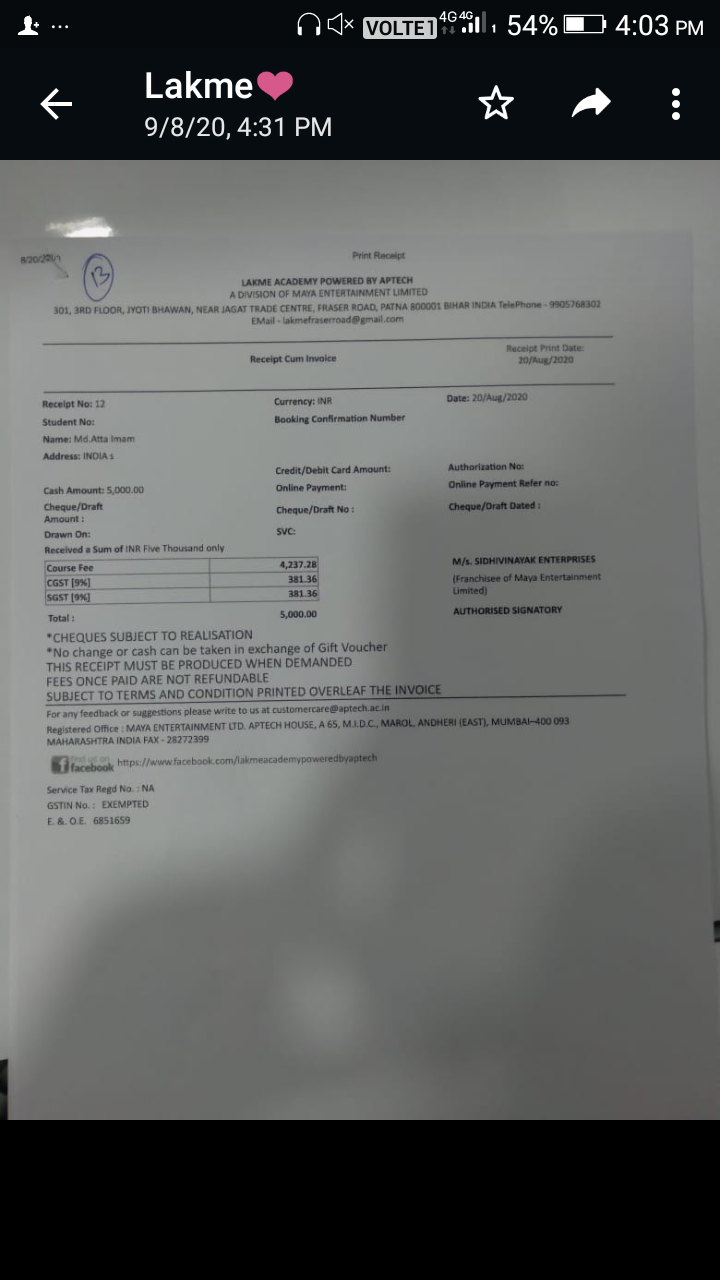 VOLTE1 4G 4G 1 54% 4:03 PM
Lakme❤
9/8/20, 4:31 PM
Print Receipt
13
LAKME ACADEMY POWERED BY APTECH
A DIVISION OF MAYA ENTERTAINMENT LIMITED
301, 3RD FLOOR, JYOTI BHAWAN, NEAR JAGAT TRADE CENTRE, FRASER ROAD, PATNA 800001 BIHAR INDIA TelePhone - 9905768302
EMail - lakmefraserroad@gmail.com
Receipt Cum Invoice
Receipt Print Date:
20/Aug/2020
Receipt No: 12 Currency: INR Date: 20/Aug/2020
Student No: Booking Confirmation Number
Name: Md.Atta Imam
Address: INDIA s
Credit/Debit Card Amount: Authorization No:
Cash Amount: 5,000.00 Online Payment: Online Payment Refer no:
Cheque/Draft
Amount : Cheque/Draft No : Cheque/Draft Dated :
Drawn On: SVC:
Received a Sum of INR Five Thousand only
Course Fee 4,237.28
CGST [9%] 381.36
SGST [9%] 381.36
Total : 5,000.00
M/s. SIDHIVINAYAK ENTERPRISES
(Franchisee of Maya Entertainment
Limited)
AUTHORISED SIGNATORY
*CHEQUES SUBJECT TO REALISATION
*No change or cash can be taken in exchange of Gift Voucher
THIS RECEIPT MUST BE PRODUCED WHEN DEMANDED
FEES ONCE PAID ARE NOT REFUNDABLE
SUBJECT TO TERMS AND CONDITION PRINTED OVERLEAF THE INVOICE
For any feedback or suggestions please write to us at customercare@aptech.ac.in
Registered Office : MAYA ENTERTAINMENT LTD. APTECH HOUSE, A 65, M.I.D.C., MAROL, ANDHERI (EAST), MUMBAI-400 093
MAHARASHTRA INDIA FAX - 28272399
find us on
facebook https://www.facebook.com/lakmeacademypoweredbyaptech
Service Tax Regd No. : NA
GSTIN No. : EXEMPTED
E. &. O.E. 6851659